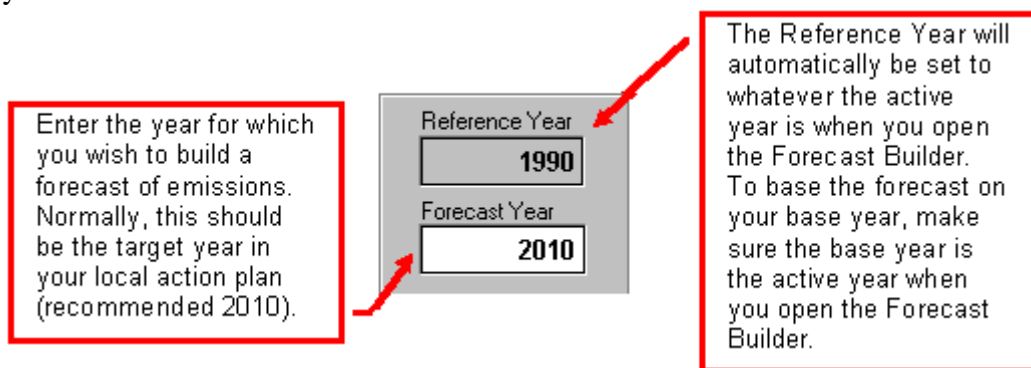 Enter the year for which
you wish to build a
forecast of emissions.
Normally, this should
be the target year in
your local action plan
(recommended 2010).
Reference Year
1990
Forecast Year
2010
The Reference Year will
automatically be set to
whatever the active
year is when you open
the Forecast Builder.
To base the forecast on
your base year, make
sure the base year is
the active year when
you open the Forecast
Builder.